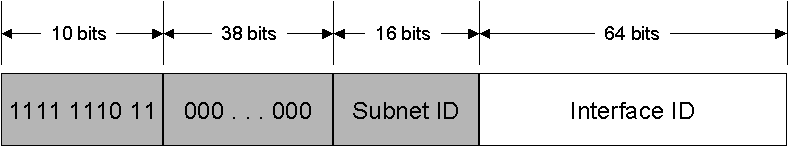 10 bits 38 bits 16 bits 64 bits
1111 1110 11 000 . . . 000 Subnet ID Interface ID